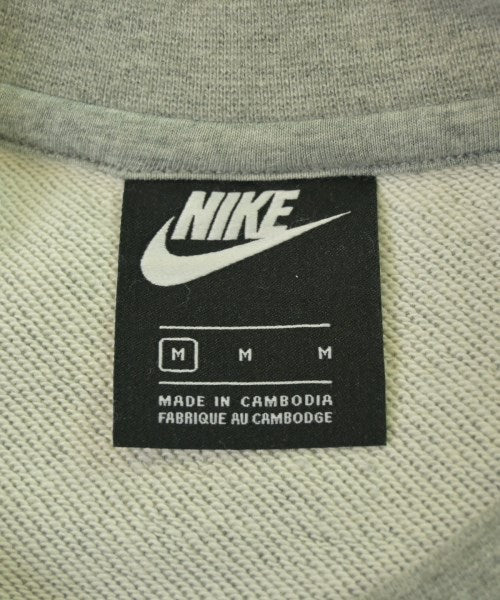 NIKE
M M M
MADE IN CAMBODIA
FABRIQUE AU CAMBODGE